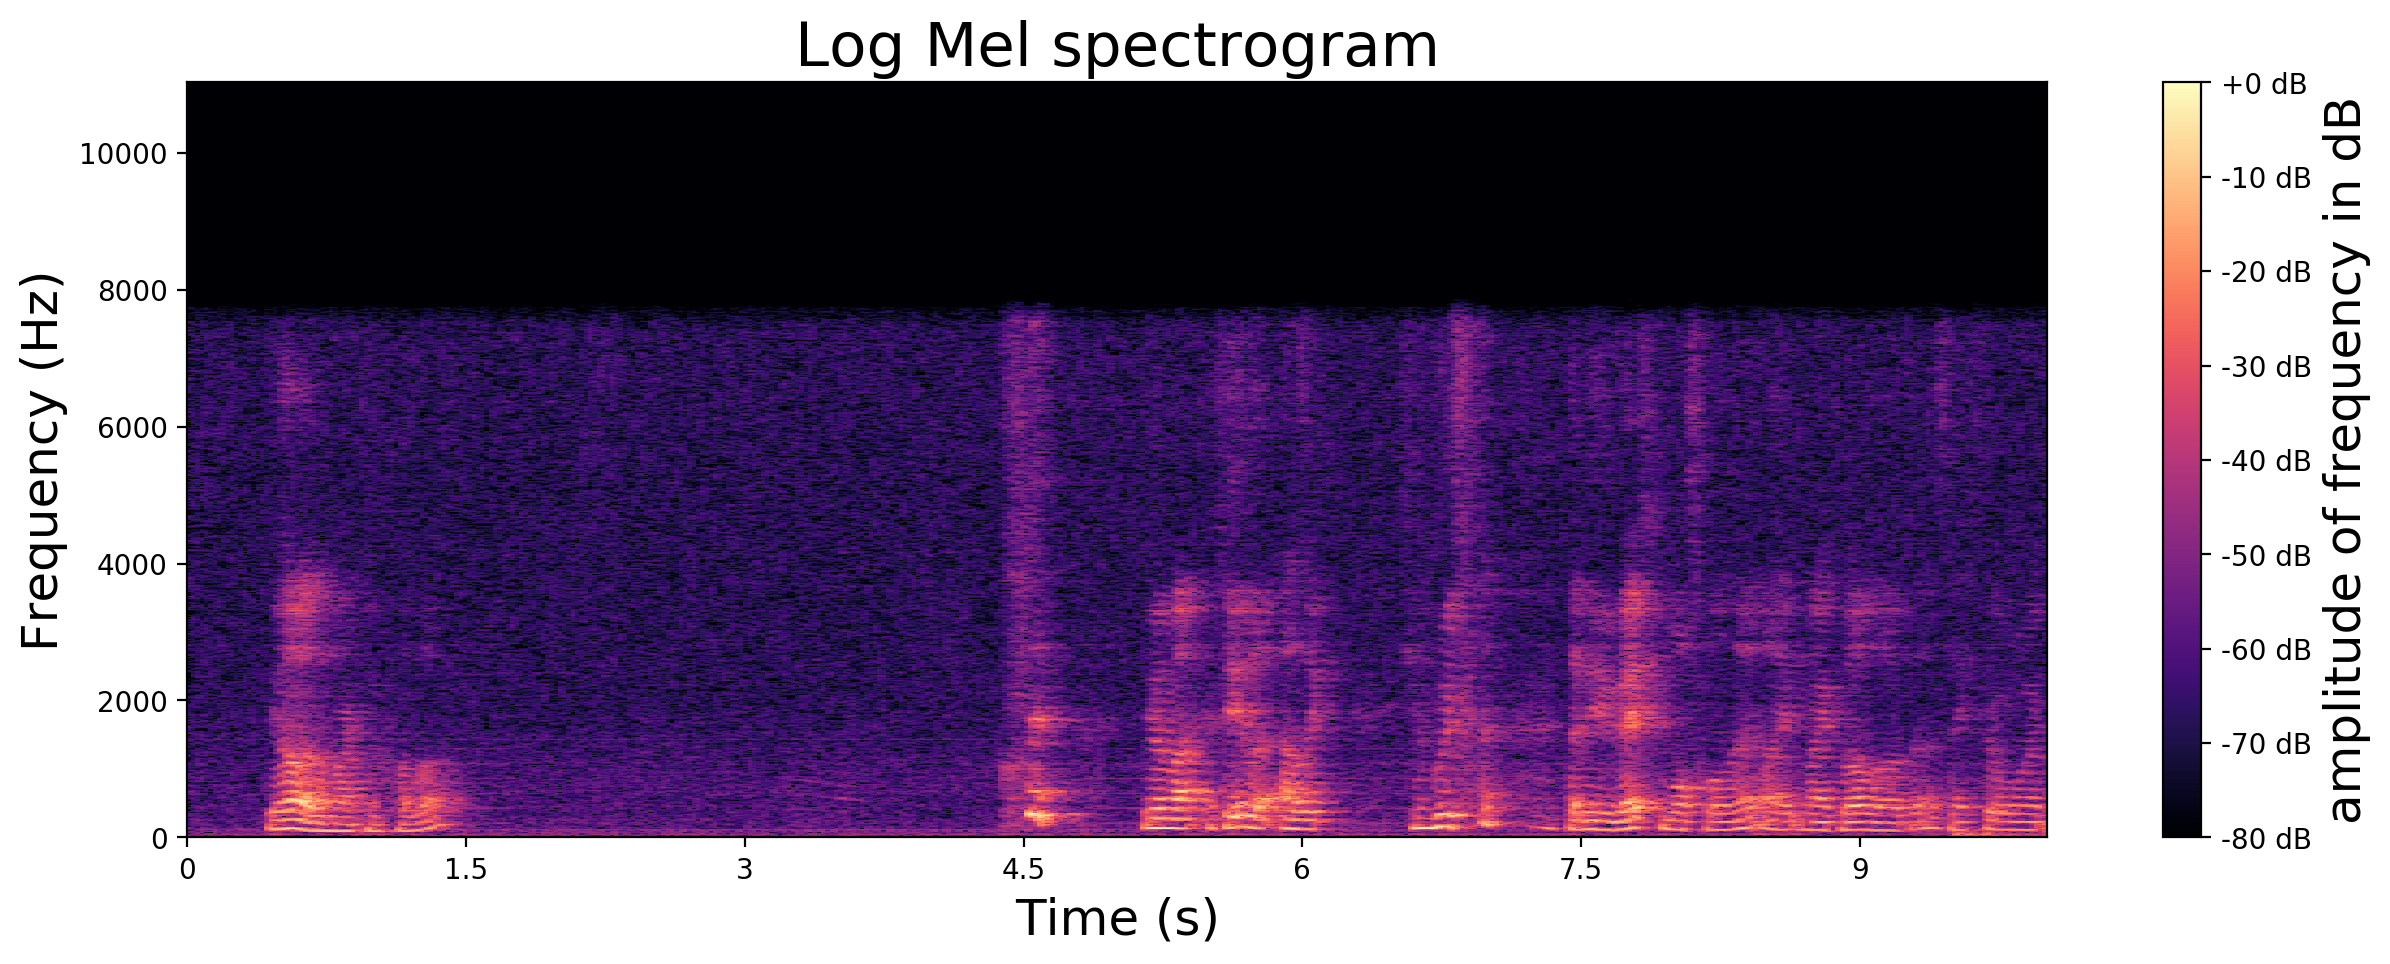 Log Mel spectrogram
Frequency (Hz)
10000
8000
6000
4000
2000
0
0 1.5 3 4.5 6 7.5 9
Time (s)
+0 dB
-10 dB
-20 dB
-30 dB
-40 dB
-50 dB
-60 dB
-70 dB
-80 dB
amplitude of frequency in dB